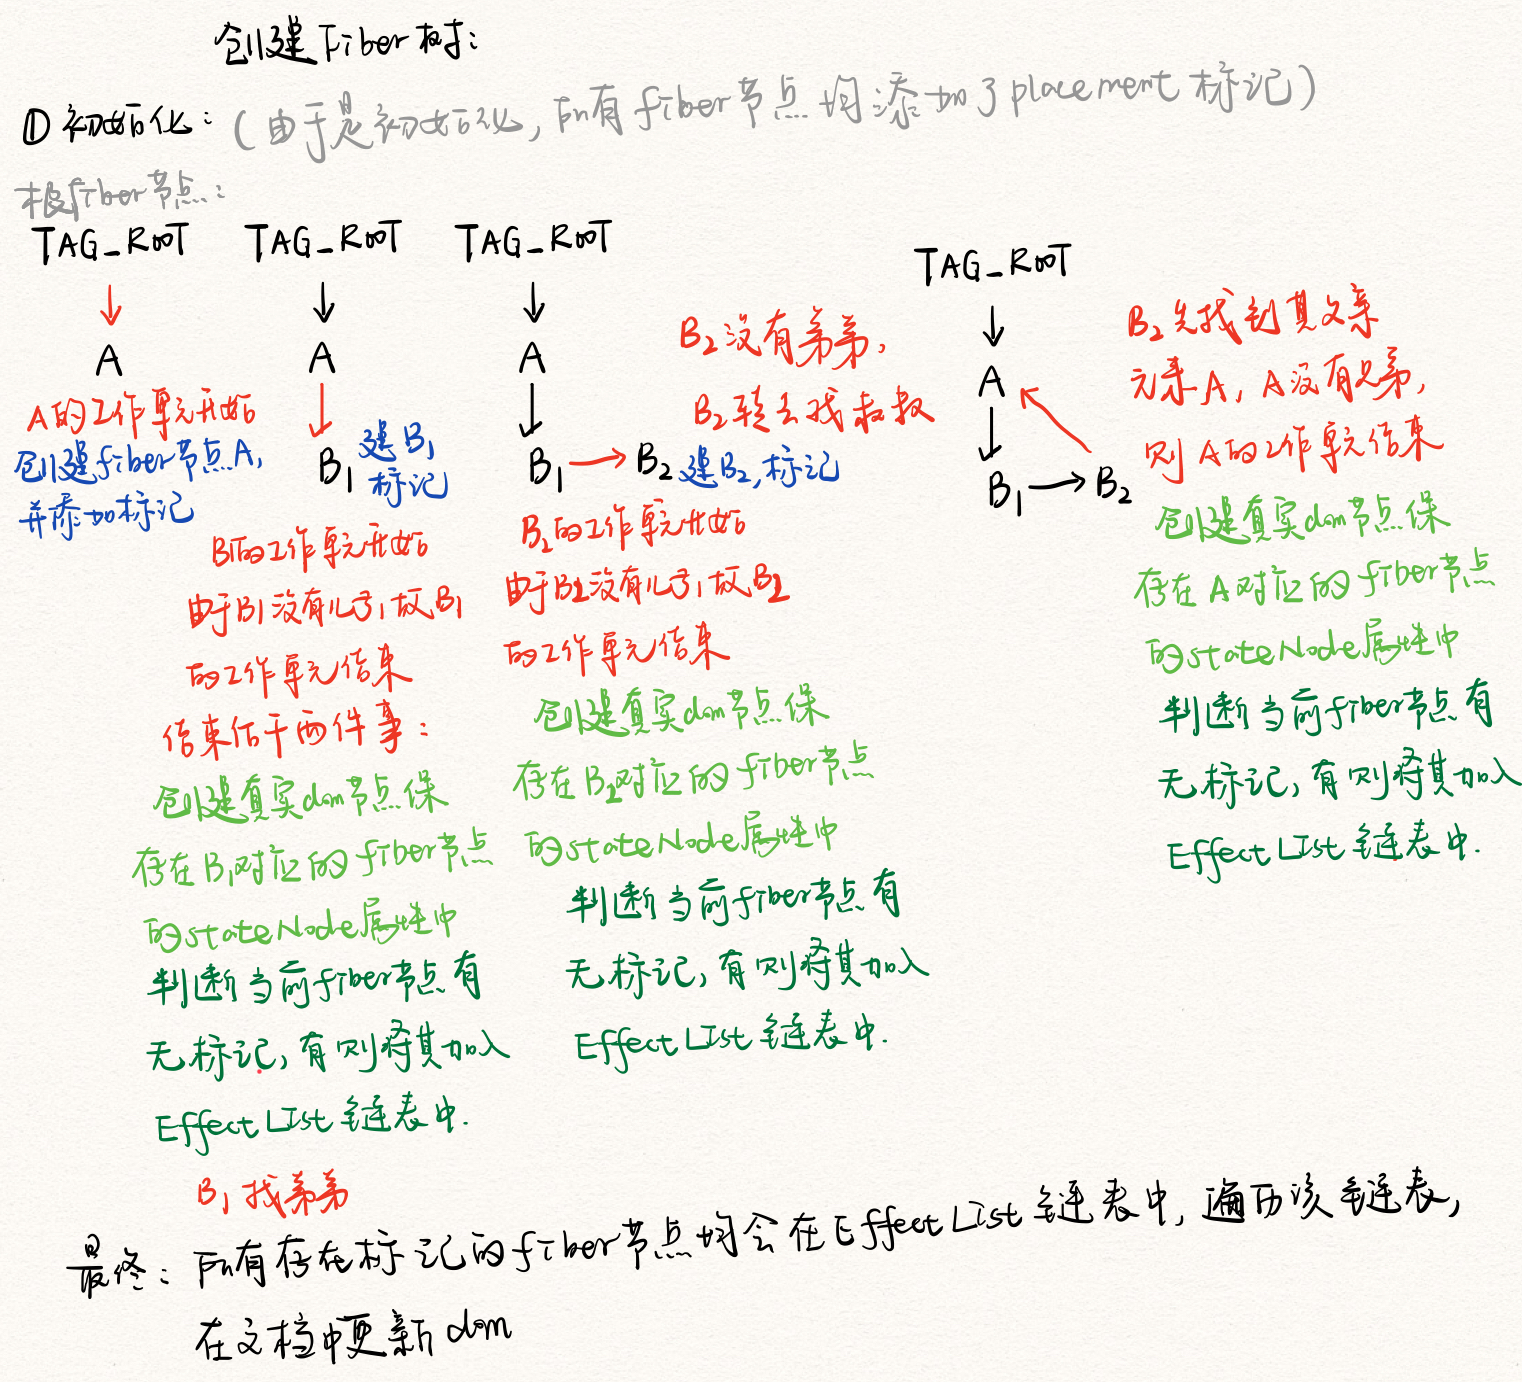 创建Fiber树：
① 初始化：（由于是初始化，所有fiber节点均添加了placement标记）
根fiber节点：
TAG_ROOT
A
A的工作单元开始
创建fiber节点A，
并添加标记
TAG_ROOT
A
B1
建B1,
标记
B1的工作单元开始
由于B1没有儿子，故B1
的工作单元结束
结束后干两件事：
创建真实dom节点保
存在B1对应的fiber节点
的stateNode属性中
判断当前fiber节点有
无标记，有则将其加入
Effect List链表中.
B1找弟弟
TAG_ROOT
A
B1
B2
建B2,标记
B2的工作单元开始
由于B2没有儿子，故B2
的工作单元结束
创建真实dom节点保
存在B2对应的fiber节点
的stateNode属性中
判断当前fiber节点有
无标记，有则将其加入
Effect List链表中.
B2没有弟弟，
B2转去找叔叔
TAG_ROOT
A
B1
B2
B2先找到其父亲
元素A，A没有兄弟，
则A的工作单元结束
创建真实dom节点保
存在A对应的fiber节点
的stateNode属性中
判断当前fiber节点有
无标记，有则将其加入
Effect List链表中.
最终：所有存在标记的fiber节点均会在Effect List链表中，遍历该链表，
在文档中更新dom